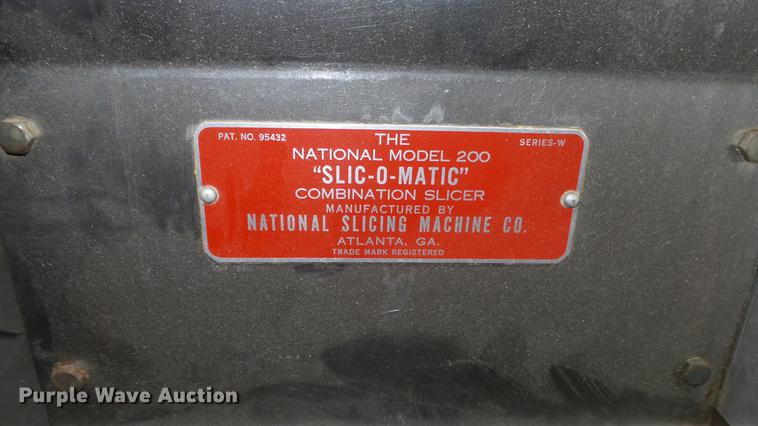 PAT. NO. 95432
THE
SERIES-W
NATIONAL MODEL 200
"SLIC-O-MATIC"
COMBINATION SLICER
MANUFACTURED BY
NATIONAL SLICING MACHINE CO.
ATLANTA, GA.
TRADE MARK REGISTERED
Purple Wave Auction